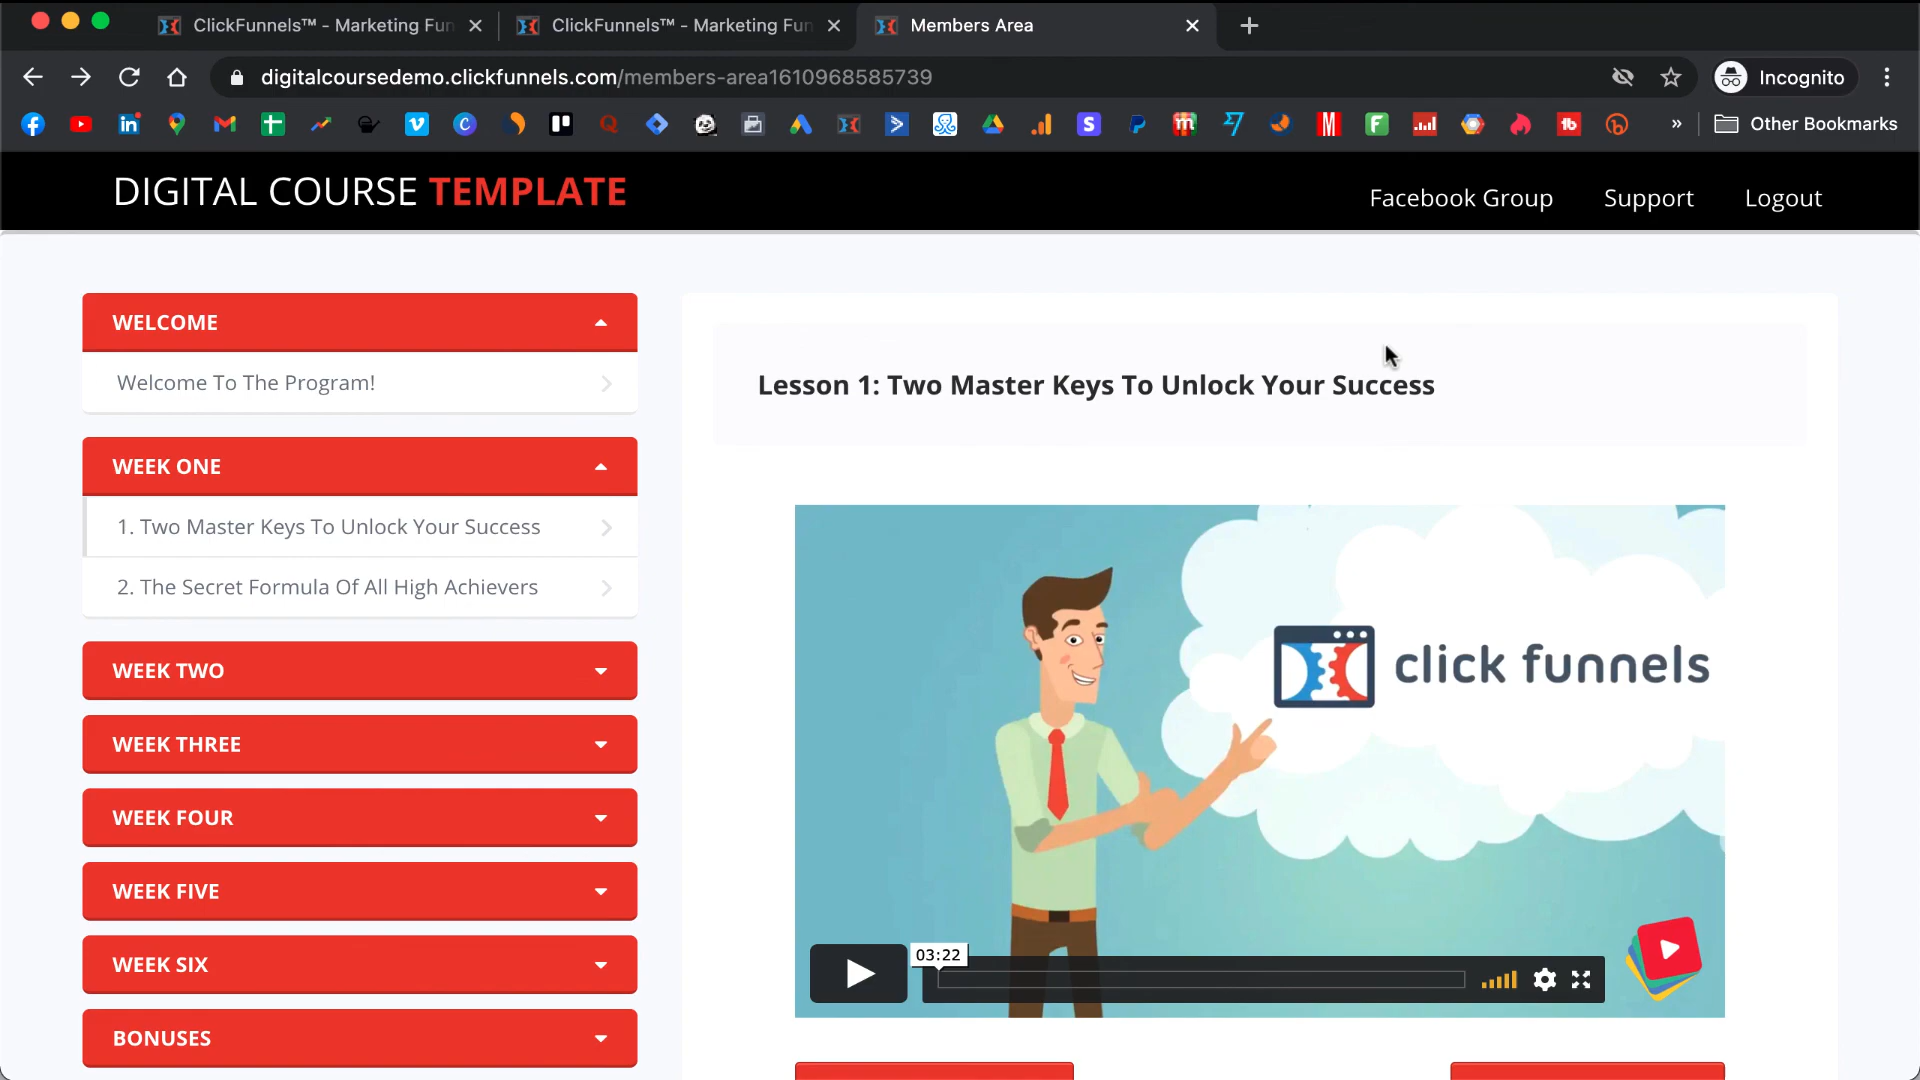 ClickFunnels™ - Marketing Fun
ClickFunnels™ - Marketing Fun
Members Area
digitalcoursedemo.clickfunnels.com/members-area1610968585739
Incognito
Other Bookmarks
DIGITAL COURSE TEMPLATE
Facebook Group
Support
Logout
WELCOME
Welcome To The Program!
WEEK ONE
1. Two Master Keys To Unlock Your Success
2. The Secret Formula Of All High Achievers
WEEK TWO
WEEK THREE
WEEK FOUR
WEEK FIVE
WEEK SIX
BONUSES
Lesson 1: Two Master Keys To Unlock Your Success
click funnels
03:22